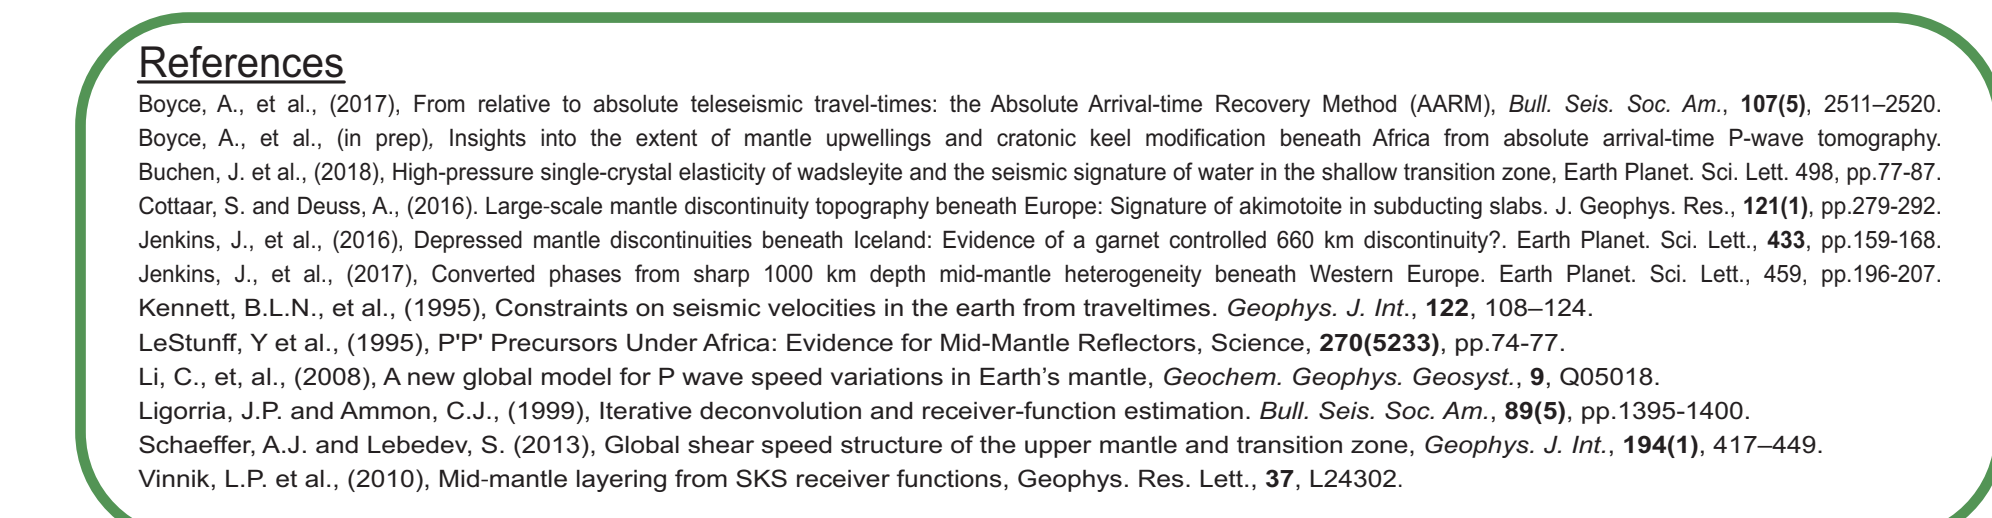 References
Boyce, A., et al., (2017), From relative to absolute teleseismic travel-times: the Absolute Arrival-time Recovery Method (AARM), Bull. Seis. Soc. Am., 107(5), 2511–2520.
Boyce, A., et al., (in prep), Insights into the extent of mantle upwellings and cratonic keel modification beneath Africa from absolute arrival-time P-wave tomography.
Buchen, J. et al., (2018), High-pressure single-crystal elasticity of wadsleyite and the seismic signature of water in the shallow transition zone, Earth Planet. Sci. Lett. 498, pp.77-87.
Cottaar, S. and Deuss, A., (2016). Large-scale mantle discontinuity topography beneath Europe: Signature of akimotoite in subducting slabs. J. Geophys. Res., 121(1), pp.279-292.
Jenkins, J., et al., (2016), Depressed mantle discontinuities beneath Iceland: Evidence of a garnet controlled 660 km discontinuity?. Earth Planet. Sci. Lett., 433, pp.159-168.
Jenkins, J., et al., (2017), Converted phases from sharp 1000 km depth mid-mantle heterogeneity beneath Western Europe. Earth Planet. Sci. Lett., 459, pp.196-207.
Kennett, B.L.N., et al., (1995), Constraints on seismic velocities in the earth from traveltimes. Geophys. J. Int., 122, 108–124.
LeStunff, Y et al., (1995), P'P' Precursors Under Africa: Evidence for Mid-Mantle Reflectors, Science, 270(5233), pp.74-77.
Li, C., et, al., (2008), A new global model for P wave speed variations in Earth’s mantle, Geochem. Geophys. Geosyst., 9, Q05018.
Ligorria, J.P. and Ammon, C.J., (1999), Iterative deconvolution and receiver-function estimation. Bull. Seis. Soc. Am., 89(5), pp.1395-1400.
Schaeffer, A.J. and Lebedev, S. (2013), Global shear speed structure of the upper mantle and transition zone, Geophys. J. Int., 194(1), 417–449.
Vinnik, L.P. et al., (2010), Mid-mantle layering from SKS receiver functions, Geophys. Res. Lett., 37, L24302.